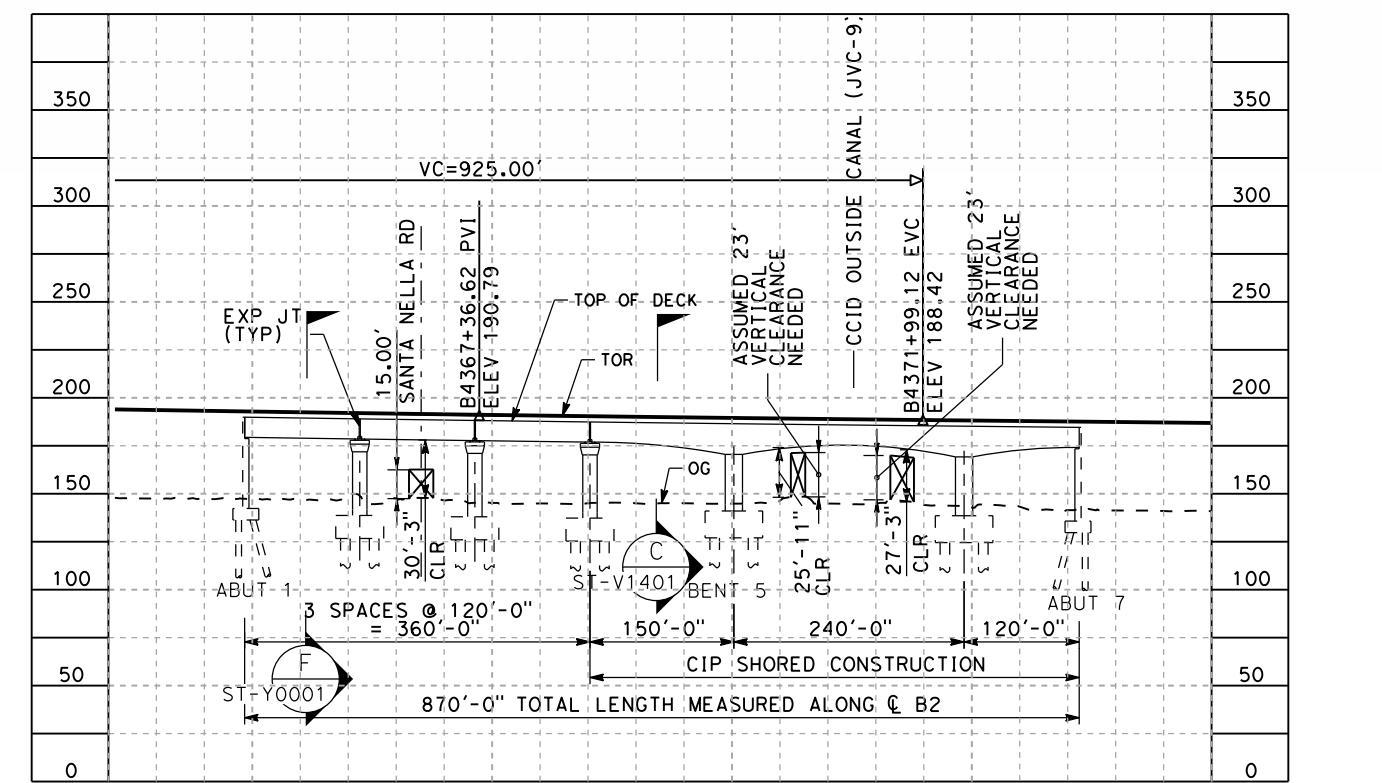 350
300
250
200
150
100
50
0
350
300
250
200
150
100
50
0
VC=925.00'
EXP JT
(TYP)
15.00'
SANTA NELLA RD
B4367+36.62 PVI
ELEV 190.79
TOP OF DECK
TOR
ASSUMED 23'
VERTICAL
CLEARANCE
NEEDED
CCID OUTSIDE CANAL (JVC-9)
B4371+99.12 EVC
ELEV 188.42
ASSUMED 23'
VERTICAL
CLEARANCE
NEEDED
OG
30'-3"
CLR
25'-11"
CLR
27'-3"
CLR
C
ST-V1401
ABUT 1
BENT 5
ABUT 7
3 SPACES @ 120'-0"
= 360'-0"
150'-0"
240'-0"
120'-0"
CIP SHORED CONSTRUCTION
F
ST-Y0001
870'-0" TOTAL LENGTH MEASURED ALONG ℄ B2